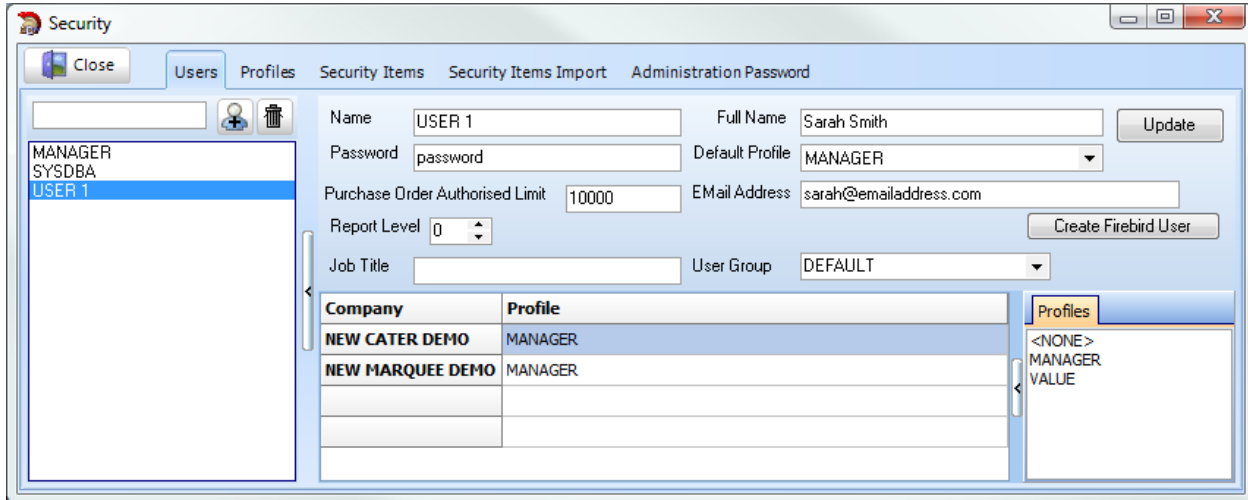 Security
Close Users Profiles Security Items Security Items Import Administration Password
MANAGER
SYSDBA
USER 1
Name USER 1 Full Name Sarah Smith Update
Password password Default Profile MANAGER
Purchase Order Authorised Limit 10000 EMail Address sarah@emailaddress.com
Report Level 0 Create Firebird User
Job Title User Group DEFAULT
Company Profile
NEW CATER DEMO MANAGER
NEW MARQUEE DEMO MANAGER
Profiles
<NONE>
MANAGER
VALUE